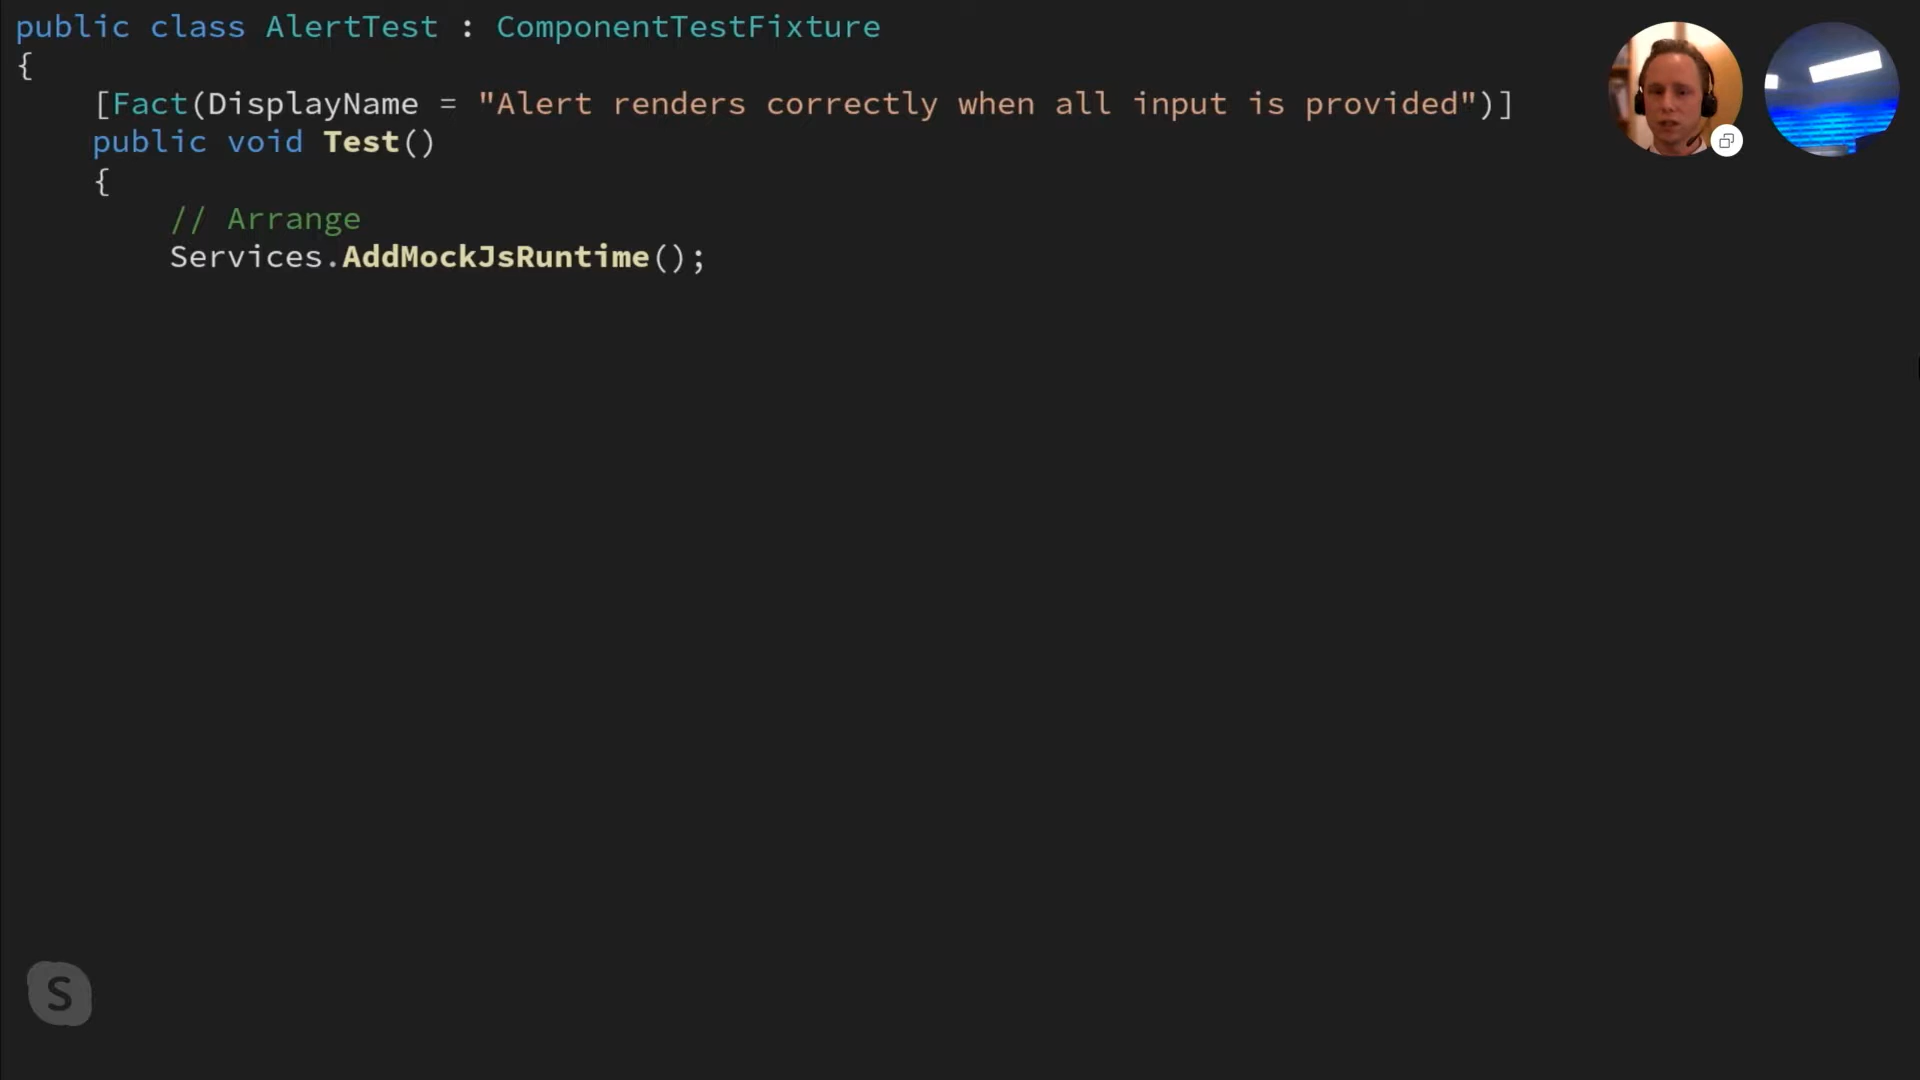 public class AlertTest : ComponentTestFixture
{
[Fact(DisplayName = "Alert renders correctly when all input is provided")]
public void Test()
{
// Arrange
Services.AddMockJsRuntime();
S